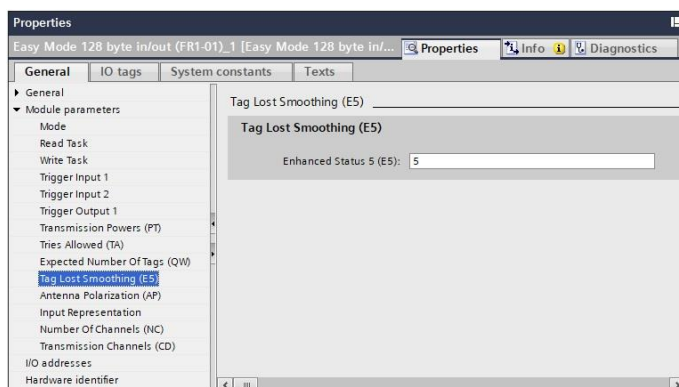 Properties
Easy Mode 128 byte in/out (FR1-01)_1 [Easy Mode 128 byte in/...
Properties
Info
Diagnostics
General
IO tags
System constants
Texts
General
Module parameters
Mode
Read Task
Write Task
Trigger Input 1
Trigger Input 2
Trigger Output 1
Transmission Powers (PT)
Tries Allowed (TA)
Expected Number Of Tags (QW)
Tag Lost Smoothing (E5)
Antenna Polarization (AP)
Input Representation
Number Of Channels (NC)
Transmission Channels (CD)
I/O addresses
Hardware identifier
Tag Lost Smoothing (E5)
Tag Lost Smoothing (E5)
Enhanced Status 5 (E5): 5